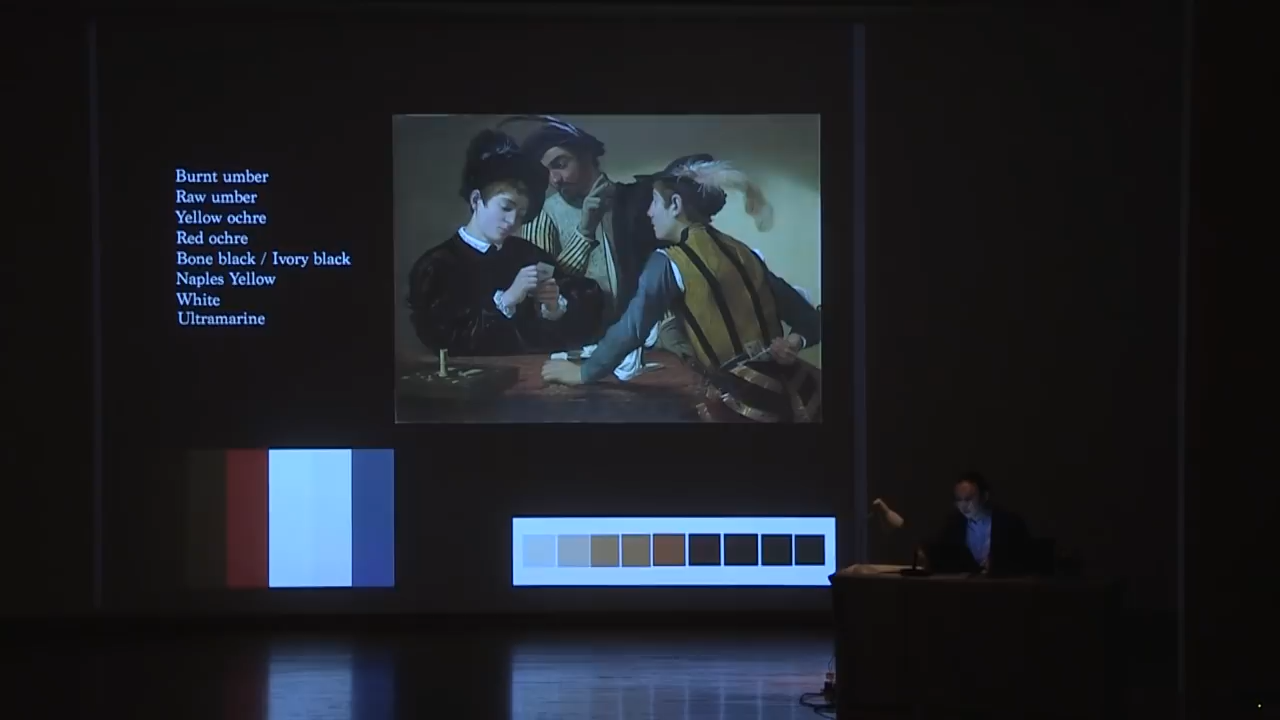 Burnt umber
Raw umber
Yellow ochre
Red ochre
Bone black / Ivory black
Naples Yellow
White
Ultramarine